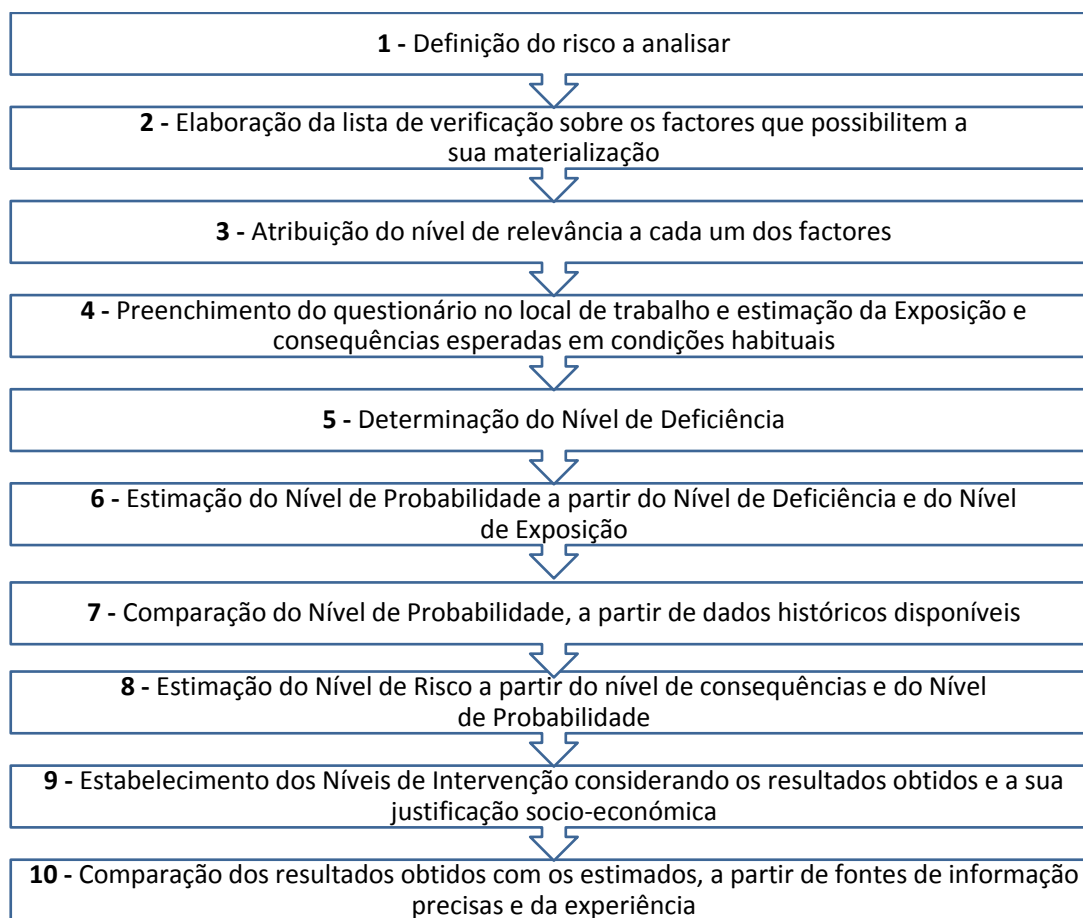 1 - Definição do risco a analisar
2 - Elaboração da lista de verificação sobre os factores que possibilitem a
sua materialização
3 - Atribuição do nível de relevância a cada um dos factores
4 - Preenchimento do questionário no local de trabalho e estimação da Exposição e
consequências esperadas em condições habituais
5 - Determinação do Nível de Deficiência
6 - Estimação do Nível de Probabilidade a partir do Nível de Deficiência e do Nível
de Exposição
7 - Comparação do Nível de Probabilidade, a partir de dados históricos disponíveis
8 - Estimação do Nível de Risco a partir do nível de consequências e do Nível
de Probabilidade
9 - Estabelecimento dos Níveis de Intervenção considerando os resultados obtidos e a sua
justificação socio-económica
10 - Comparação dos resultados obtidos com os estimados, a partir de fontes de informação
precisas e da experiência